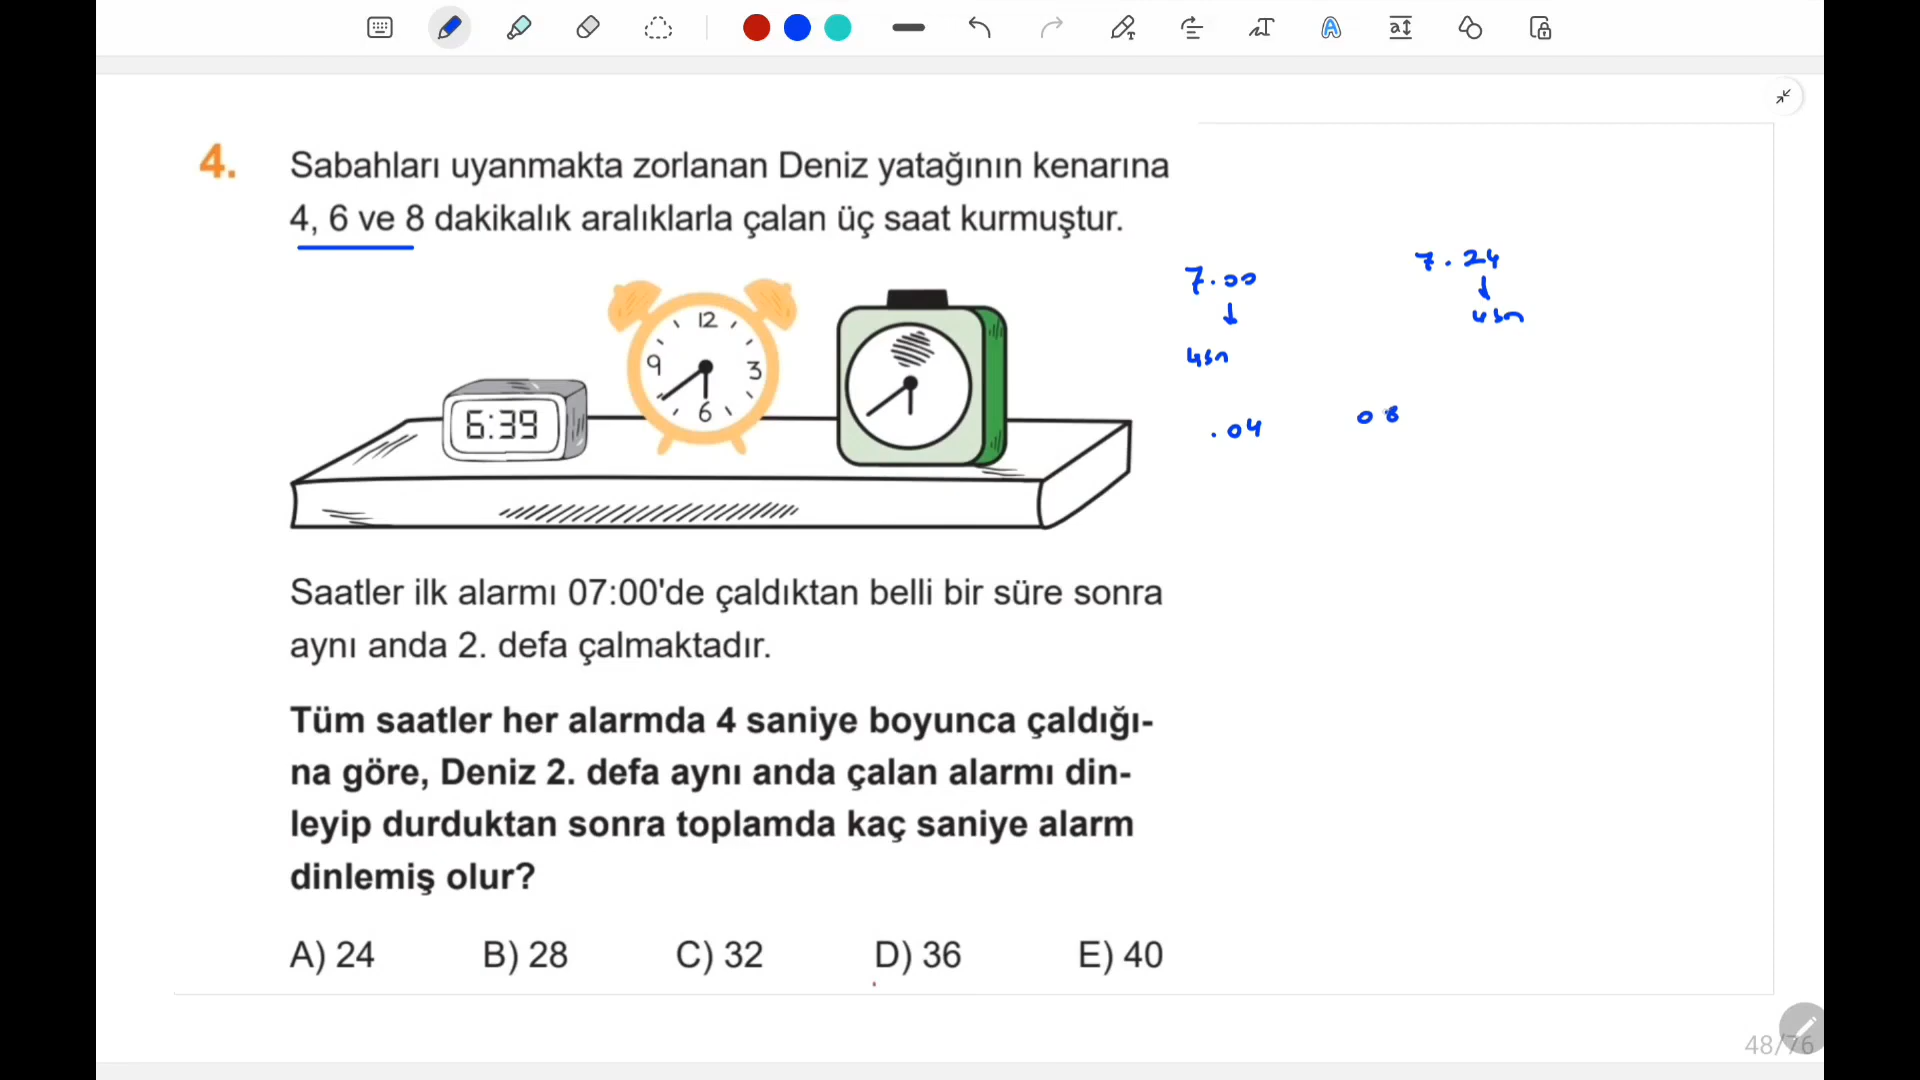 4. Sabahları uyanmakta zorlanan Deniz yatağının kenarına
4, 6 ve 8 dakikalık aralıklarla çalan üç saat kurmuştur.
7.00
7.24
4sn
4sn
12
9
3
6
6:39
.04
08
Saatler ilk alarmı 07:00'de çaldıktan belli bir süre sonra
aynı anda 2. defa çalmaktadır.
Tüm saatler her alarmda 4 saniye boyunca çaldığı-
na göre, Deniz 2. defa aynı anda çalan alarmı din-
leyip durduktan sonra toplamda kaç saniye alarm
dinlemiş olur?
A) 24 B) 28 C) 32 D) 36 E) 40
48/76